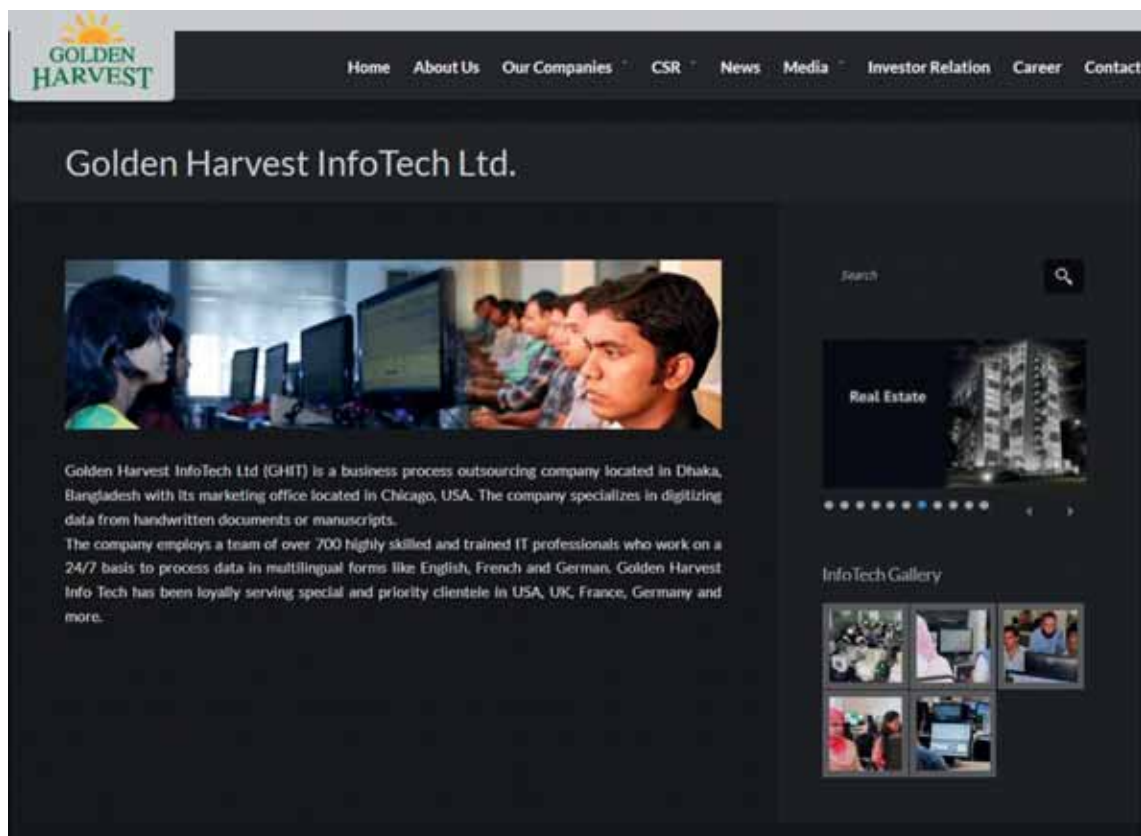 GOLDEN
HARVEST
Home About Us Our Companies CSR News Media Investor Relation Career Contact
Golden Harvest InfoTech Ltd.
Search
Real Estate
Golden Harvest InfoTech Ltd (GHIT) is a business process outsourcing company located in Dhaka,
Bangladesh with its marketing office located in Chicago, USA. The company specializes in digitizing
data from handwritten documents or manuscripts.
The company employs a team of over 700 highly skilled and trained IT professionals who work on a
24/7 basis to process data in multilingual forms like English, French and German. Golden Harvest
Info Tech has been loyally serving special and priority clientele in USA, UK, France, Germany and
more.
InfoTech Gallery